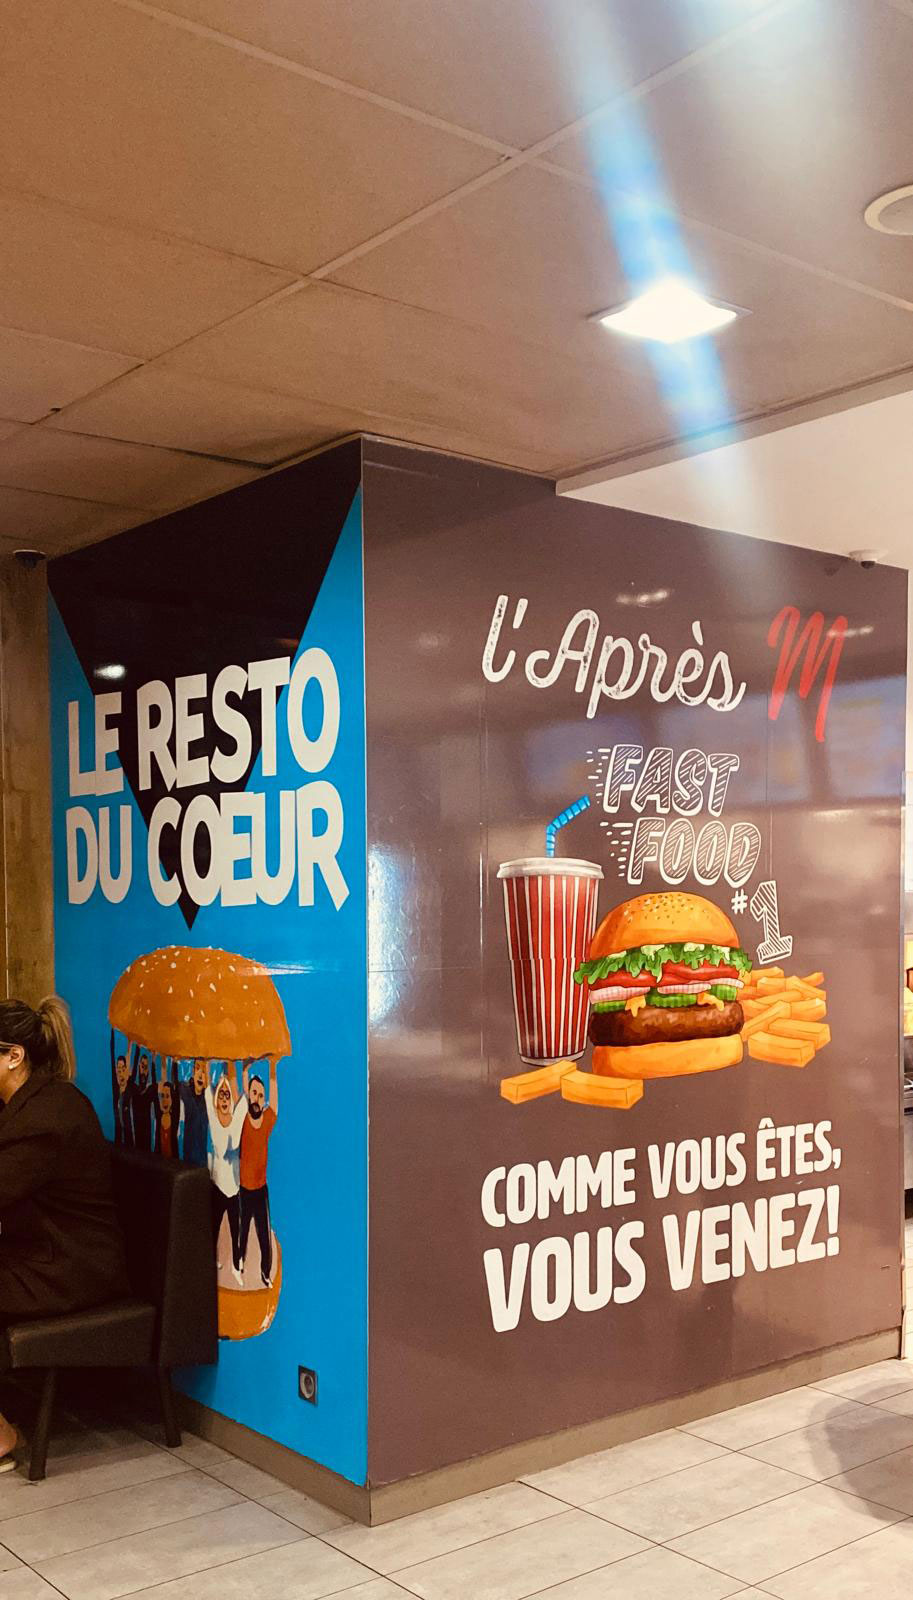 LE RESTO
DU COEUR
l'Après M
FAST
FOOD
#1
COMME VOUS ÊTES,
VOUS VENEZ!